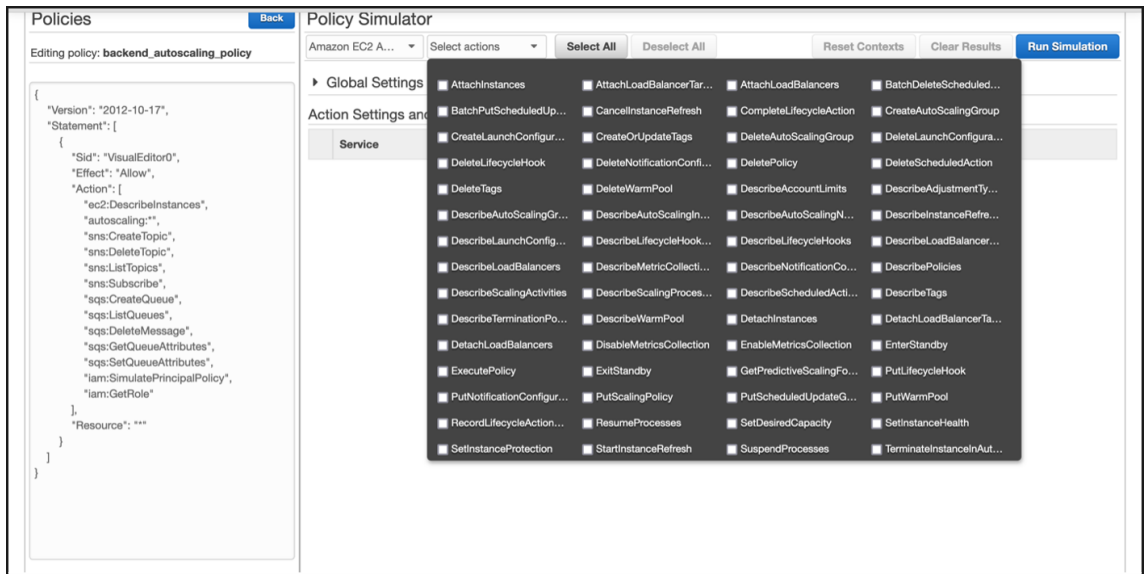 Policies
Back
Editing policy: backend_autoscaling_policy
{
"Version": "2012-10-17",
"Statement": [
{
"Sid": "VisualEditor0",
"Effect": "Allow",
"Action": [
"ec2:DescribeInstances",
"autoscaling:*",
"sns:CreateTopic",
"sns:DeleteTopic",
"sns:ListTopics",
"sns:Subscribe",
"sqs:CreateQueue",
"sqs:ListQueues",
"sqs:DeleteMessage",
"sqs:GetQueueAttributes",
"sqs:SetQueueAttributes",
"iam:SimulatePrincipalPolicy",
"iam:GetRole"
],
"Resource": "*"
}
]
}
Policy Simulator
Amazon EC2 A... Select actions Select All Deselect All Reset Contexts Clear Results Run Simulation
Global Settings
Action Settings and
Service
AttachInstances AttachLoadBalancerTar... AttachLoadBalancers BatchDeleteScheduled...
BatchPutScheduledUp... CancelInstanceRefresh CompleteLifecycleAction CreateAutoScalingGroup
CreateLaunchConfigur... CreateOrUpdateTags DeleteAutoScalingGroup DeleteLaunchConfigura...
DeleteLifecycleHook DeleteNotificationConfi... DeletePolicy DeleteScheduledAction
DeleteTags DeleteWarmPool DescribeAccountLimits DescribeAdjustmentTy...
DescribeAutoScalingGr... DescribeAutoScalingIn... DescribeAutoScalingN... DescribeInstanceRefre...
DescribeLaunchConfig... DescribeLifecycleHook... DescribeLifecycleHooks DescribeLoadBalancer...
DescribeLoadBalancers DescribeMetricCollecti... DescribeNotificationCo... DescribePolicies
DescribeScalingActivities DescribeScalingProces... DescribeScheduledActi... DescribeTags
DescribeTerminationPo... DescribeWarmPool DetachInstances DetachLoadBalancerTa...
DetachLoadBalancers DisableMetricsCollection EnableMetricsCollection EnterStandby
ExecutePolicy ExitStandby GetPredictiveScalingFo... PutLifecycleHook
PutNotificationConfigur... PutScalingPolicy PutScheduledUpdateG... PutWarmPool
RecordLifecycleAction... ResumeProcesses SetDesiredCapacity SetInstanceHealth
SetInstanceProtection StartInstanceRefresh SuspendProcesses TerminateInstanceInAut...